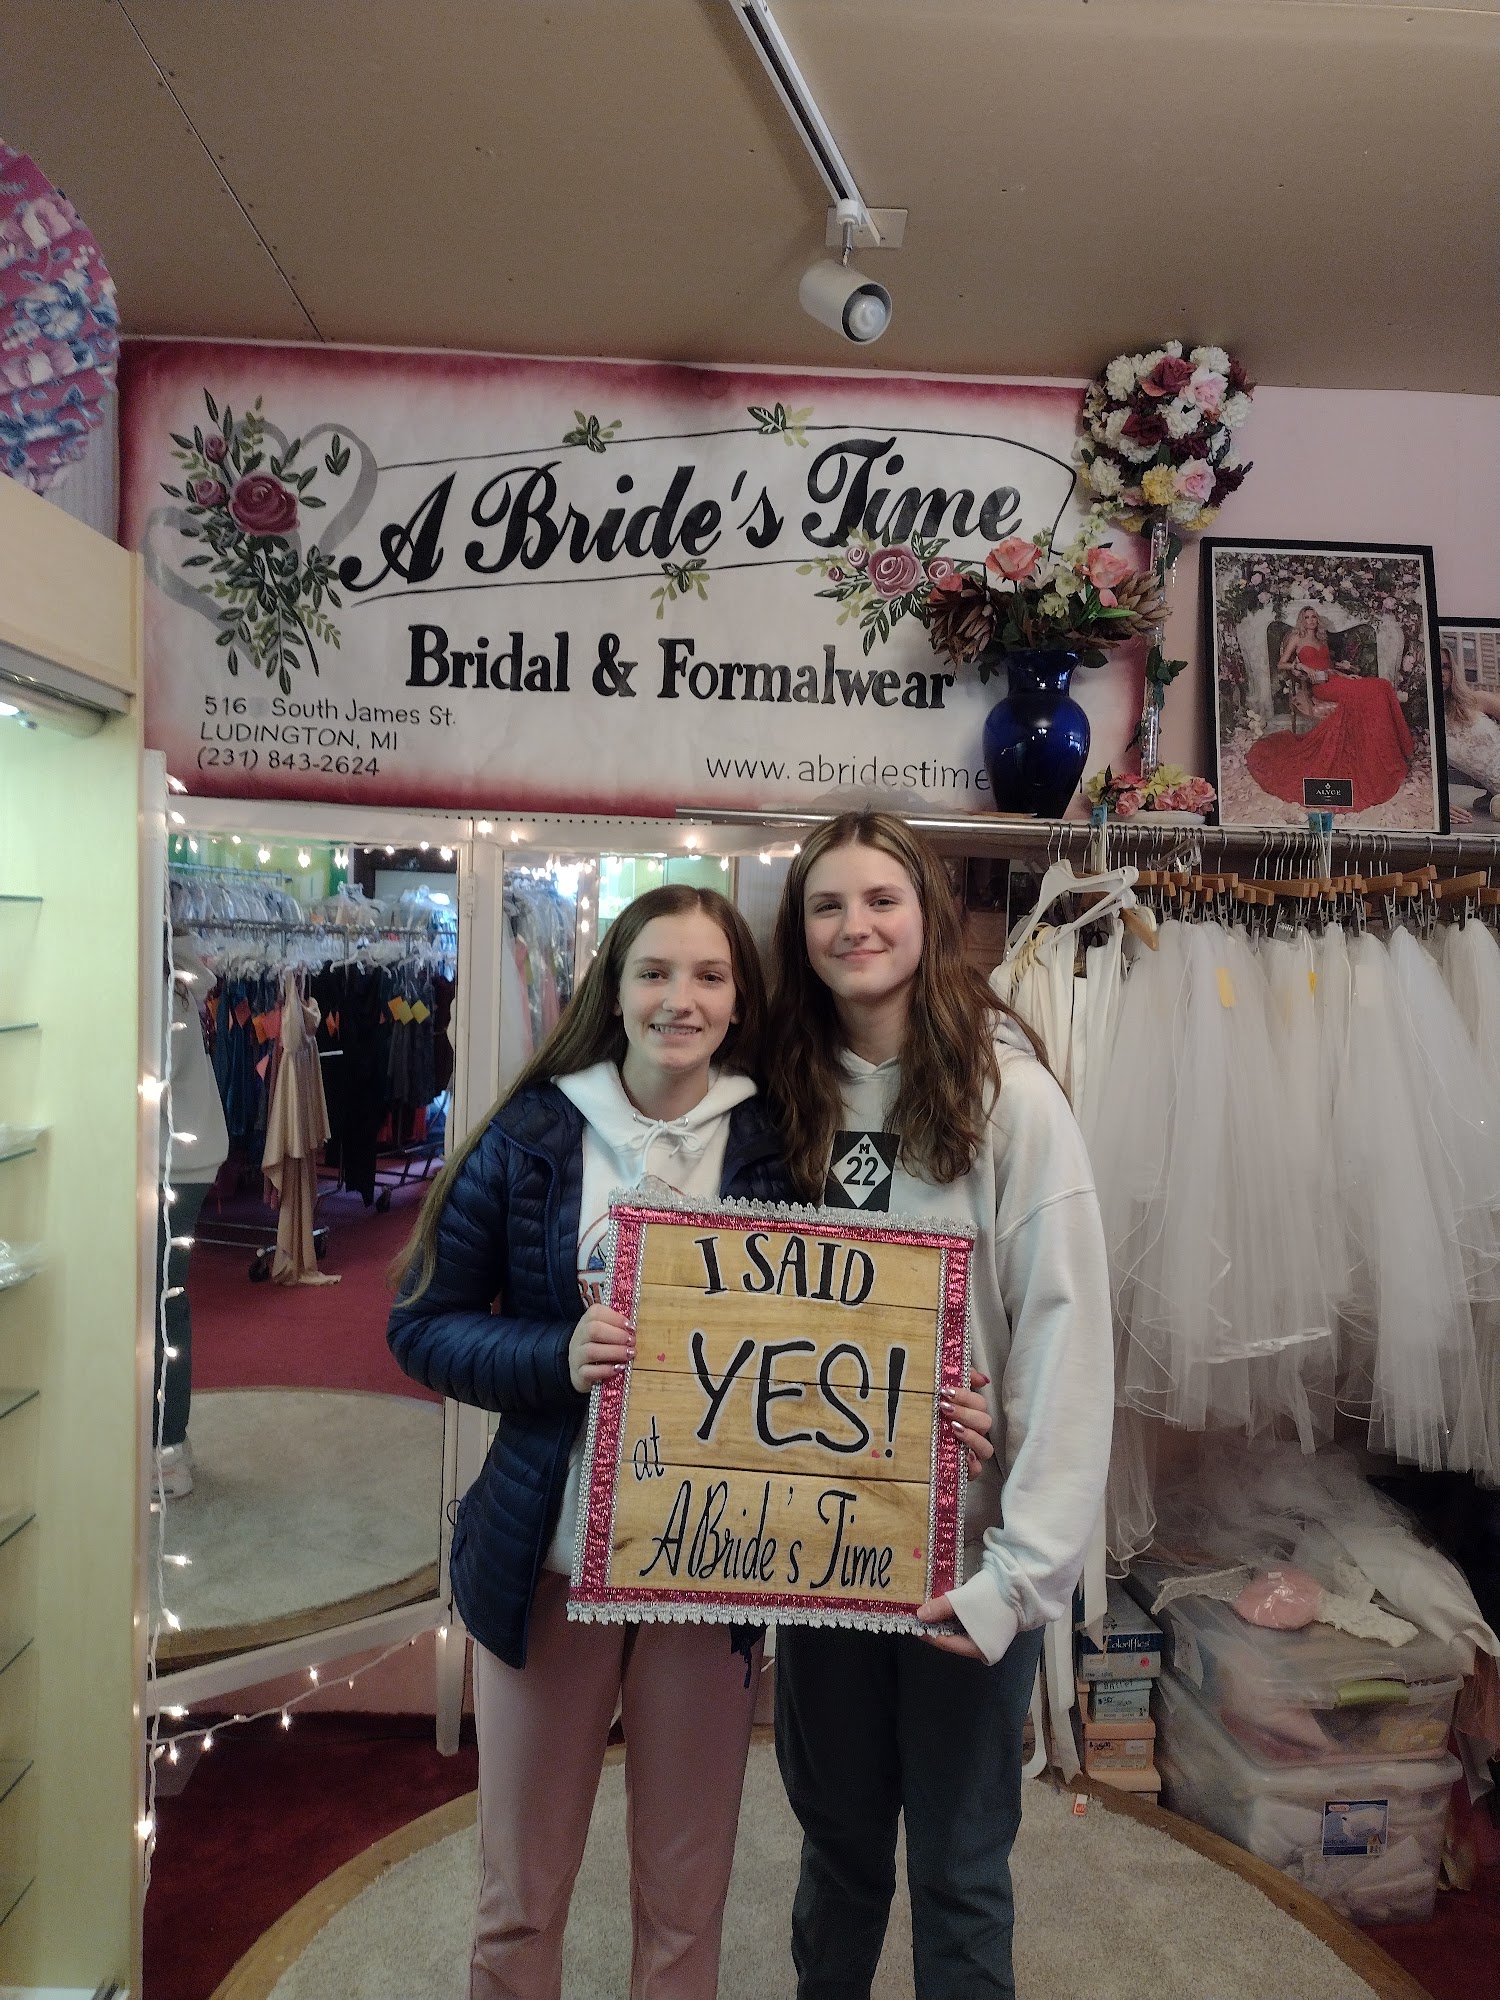 A Bride's Time
Bridal & Formalwear
516 South James St.
LUDINGTON, MI
(231) 843-2624
www.abridestime
ALYCE
M
22
I SAID
YES!
at
A Bride's Time